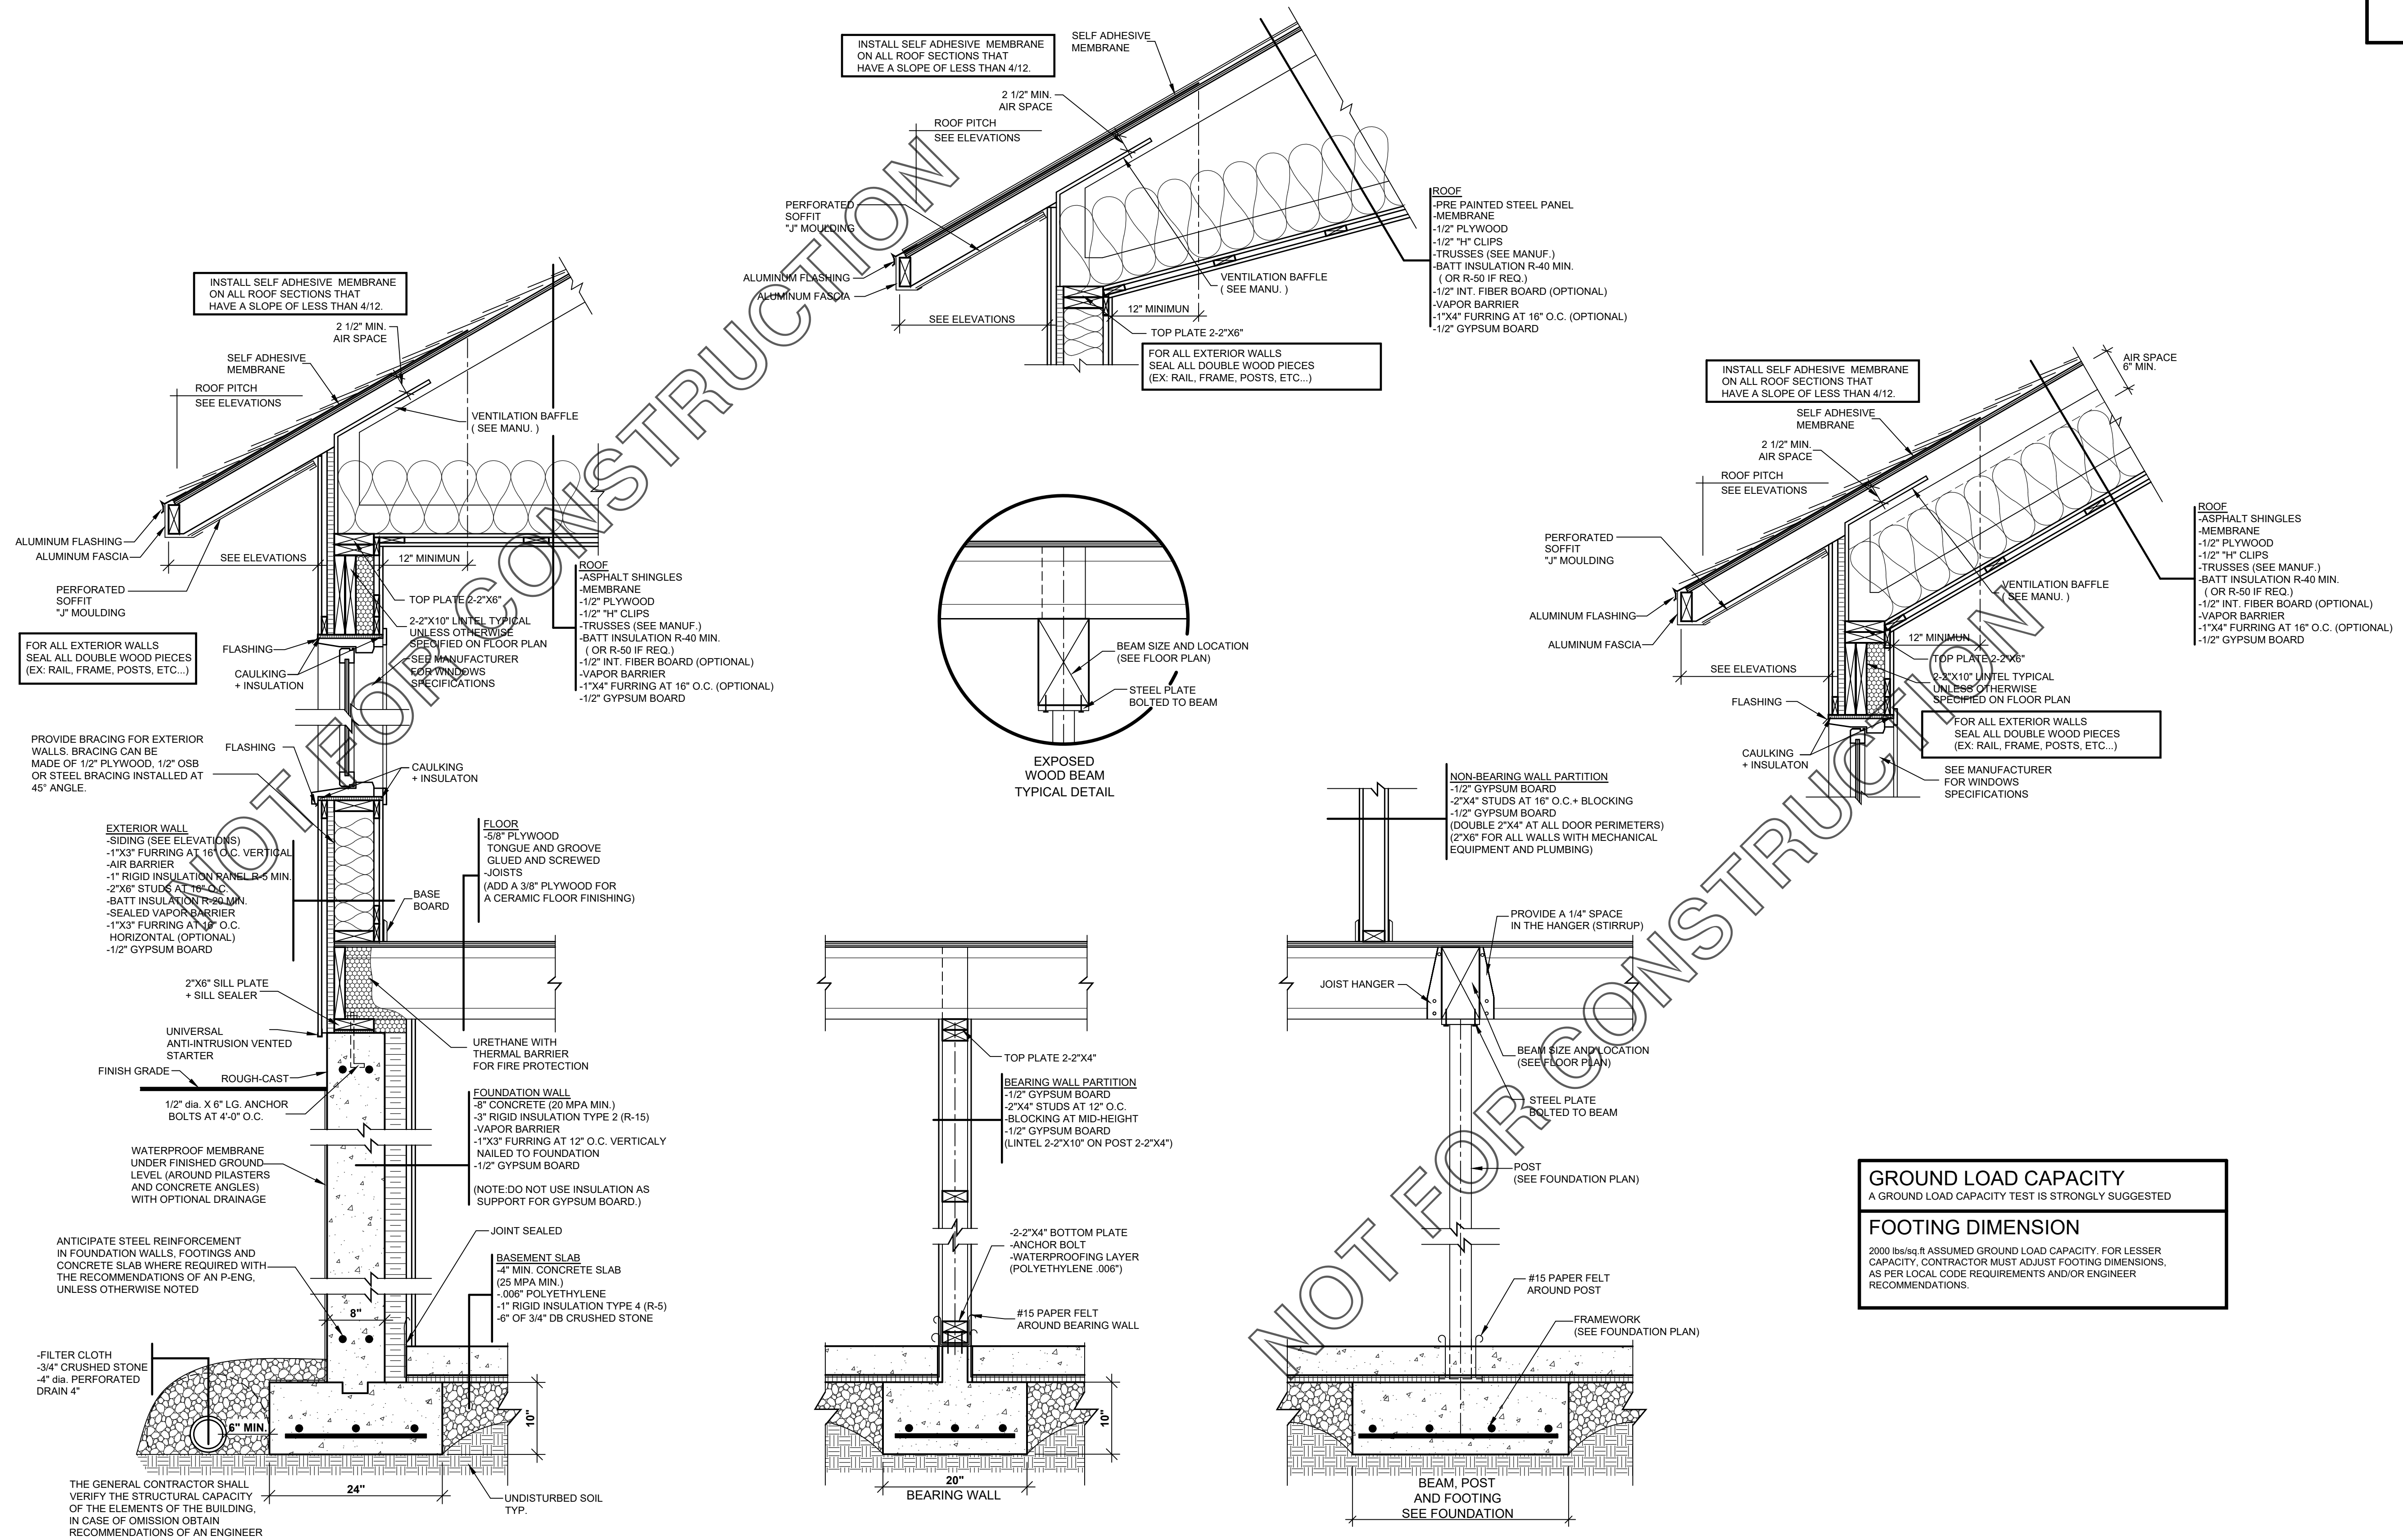 INSTALL SELF ADHESIVE MEMBRANE
ON ALL ROOF SECTIONS THAT
HAVE A SLOPE OF LESS THAN 4/12.
SELF ADHESIVE
MEMBRANE
2 1/2" MIN.
AIR SPACE
ROOF PITCH
SEE ELEVATIONS
PERFORATED
SOFFIT
"J" MOULDING
ALUMINUM FLASHING
ALUMINUM FASCIA
SEE ELEVATIONS
VENTILATION BAFFLE
( SEE MANU. )
12" MINIMUN
TOP PLATE 2-2"X6"
FOR ALL EXTERIOR WALLS
SEAL ALL DOUBLE WOOD PIECES
(EX: RAIL, FRAME, POSTS, ETC...)
ROOF
-PRE PAINTED STEEL PANEL
-MEMBRANE
-1/2" PLYWOOD
-1/2" "H" CLIPS
-TRUSSES (SEE MANUF.)
-BATT INSULATION R-40 MIN.
( OR R-50 IF REQ.)
-1/2" INT. FIBER BOARD (OPTIONAL)
-VAPOR BARRIER
-1"X4" FURRING AT 16" O.C. (OPTIONAL)
-1/2" GYPSUM BOARD
INSTALL SELF ADHESIVE MEMBRANE
ON ALL ROOF SECTIONS THAT
HAVE A SLOPE OF LESS THAN 4/12.
2 1/2" MIN.
AIR SPACE
SELF ADHESIVE
MEMBRANE
ROOF PITCH
SEE ELEVATIONS
VENTILATION BAFFLE
( SEE MANU. )
ALUMINUM FLASHING
ALUMINUM FASCIA
SEE ELEVATIONS
12" MINIMUN
PERFORATED
SOFFIT
"J" MOULDING
TOP PLATE 2-2"X6"
2-2"X10" LINTEL TYPICAL
UNLESS OTHERWISE
SPECIFIED ON FLOOR PLAN
SEE MANUFACTURER
FOR WINDOWS
SPECIFICATIONS
FOR ALL EXTERIOR WALLS
SEAL ALL DOUBLE WOOD PIECES
(EX: RAIL, FRAME, POSTS, ETC...)
FLASHING
CAULKING
+ INSULATON
ROOF
-ASPHALT SHINGLES
-MEMBRANE
-1/2" PLYWOOD
-1/2" "H" CLIPS
-TRUSSES (SEE MANUF.)
-BATT INSULATION R-40 MIN.
( OR R-50 IF REQ.)
-1/2" INT. FIBER BOARD (OPTIONAL)
-VAPOR BARRIER
-1"X4" FURRING AT 16" O.C. (OPTIONAL)
-1/2" GYPSUM BOARD
PROVIDE BRACING FOR EXTERIOR
WALLS. BRACING CAN BE
MADE OF 1/2" PLYWOOD, 1/2" OSB
OR STEEL BRACING INSTALLED AT
45° ANGLE.
FLASHING
CAULKING
+ INSULATON
EXTERIOR WALL
-SIDING (SEE ELEVATIONS)
-1"X3" FURRING AT 16" O.C. VERTICAL
-AIR BARRIER
-1" RIGID INSULATION PANEL R-5 MIN.
-2"X6" STUDS AT 16" O.C.
-BATT INSULATION R-20 MIN.
-SEALED VAPOR BARRIER
-1"X3" FURRING AT 16" O.C.
HORIZONTAL (OPTIONAL)
-1/2" GYPSUM BOARD
BASE
BOARD
FLOOR
-5/8" PLYWOOD
TONGUE AND GROOVE
GLUED AND SCREWED
-JOISTS
(ADD A 3/8" PLYWOOD FOR
A CERAMIC FLOOR FINISHING)
2"X6" SILL PLATE
+ SILL SEALER
UNIVERSAL
ANTI-INTRUSION VENTED
STARTER
FINISH GRADE
ROUGH-CAST
1/2" dia. X 6" LG. ANCHOR
BOLTS AT 4'-0" O.C.
URETHANE WITH
THERMAL BARRIER
FOR FIRE PROTECTION
FOUNDATION WALL
-8" CONCRETE (20 MPA MIN.)
-3" RIGID INSULATION TYPE 2 (R-15)
-VAPOR BARRIER
-1"X3" FURRING AT 12" O.C. VERTICALY
NAILED TO FOUNDATION
-1/2" GYPSUM BOARD
(NOTE:DO NOT USE INSULATION AS
SUPPORT FOR GYPSUM BOARD.)
WATERPROOF MEMBRANE
UNDER FINISHED GROUND
LEVEL (AROUND PILASTERS
AND CONCRETE ANGLES)
WITH OPTIONAL DRAINAGE
JOINT SEALED
ANTICIPATE STEEL REINFORCEMENT
IN FOUNDATION WALLS, FOOTINGS AND
CONCRETE SLAB WHERE REQUIRED WITH
THE RECOMMENDATIONS OF AN P-ENG,
UNLESS OTHERWISE NOTED
BASEMENT SLAB
-4" MIN. CONCRETE SLAB
(25 MPA MIN.)
-.006" POLYETHYLENE
-1" RIGID INSULATION TYPE 4 (R-5)
-6" OF 3/4" DB CRUSHED STONE
8"
-FILTER CLOTH
-3/4" CRUSHED STONE
-4" dia. PERFORATED
DRAIN 4"
6" MIN.
10"
24"
THE GENERAL CONTRACTOR SHALL
VERIFY THE STRUCTURAL CAPACITY
OF THE ELEMENTS OF THE BUILDING,
IN CASE OF OMISSION OBTAIN
RECOMMENDATIONS OF AN ENGINEER
UNDISTURBED SOIL
TYP.
BEAM SIZE AND LOCATION
(SEE FLOOR PLAN)
STEEL PLATE
BOLTED TO BEAM
EXPOSED
WOOD BEAM
TYPICAL DETAIL
TOP PLATE 2-2"X4"
BEARING WALL PARTITION
-1/2" GYPSUM BOARD
-2"X4" STUDS AT 12" O.C.
-BLOCKING AT MID-HEIGHT
-1/2" GYPSUM BOARD
(LINTEL 2-2"X10" ON POST 2-2"X4")
-2-2"X4" BOTTOM PLATE
-ANCHOR BOLT
-WATERPROOFING LAYER
(POLYETHYLENE .006")
#15 PAPER FELT
AROUND BEARING WALL
10"
20"
BEARING WALL
NON-BEARING WALL PARTITION
-1/2" GYPSUM BOARD
-2"X4" STUDS AT 16" O.C.+ BLOCKING
-1/2" GYPSUM BOARD
(DOUBLE 2"X4" AT ALL DOOR PERIMETERS)
(2"X6" FOR ALL WALLS WITH MECHANICAL
EQUIPMENT AND PLUMBING)
PROVIDE A 1/4" SPACE
IN THE HANGER (STIRRUP)
JOIST HANGER
BEAM SIZE AND LOCATION
(SEE FLOOR PLAN)
STEEL PLATE
BOLTED TO BEAM
POST
(SEE FOUNDATION PLAN)
#15 PAPER FELT
AROUND POST
FRAMEWORK
(SEE FOUNDATION PLAN)
BEAM, POST
AND FOOTING
SEE FOUNDATION
INSTALL SELF ADHESIVE MEMBRANE
ON ALL ROOF SECTIONS THAT
HAVE A SLOPE OF LESS THAN 4/12.
AIR SPACE
6" MIN.
SELF ADHESIVE
MEMBRANE
2 1/2" MIN.
AIR SPACE
ROOF PITCH
SEE ELEVATIONS
PERFORATED
SOFFIT
"J" MOULDING
ALUMINUM FLASHING
ALUMINUM FASCIA
VENTILATION BAFFLE
( SEE MANU. )
12" MINIMUN
SEE ELEVATIONS
TOP PLATE 2-2"X6"
2-2"X10" LINTEL TYPICAL
UNLESS OTHERWISE
SPECIFIED ON FLOOR PLAN
FLASHING
FOR ALL EXTERIOR WALLS
SEAL ALL DOUBLE WOOD PIECES
(EX: RAIL, FRAME, POSTS, ETC...)
CAULKING
+ INSULATON
SEE MANUFACTURER
FOR WINDOWS
SPECIFICATIONS
ROOF
-ASPHALT SHINGLES
-MEMBRANE
-1/2" PLYWOOD
-1/2" "H" CLIPS
-TRUSSES (SEE MANUF.)
-BATT INSULATION R-40 MIN.
( OR R-50 IF REQ.)
-1/2" INT. FIBER BOARD (OPTIONAL)
-VAPOR BARRIER
-1"X4" FURRING AT 16" O.C. (OPTIONAL)
-1/2" GYPSUM BOARD
GROUND LOAD CAPACITY
A GROUND LOAD CAPACITY TEST IS STRONGLY SUGGESTED
FOOTING DIMENSION
2000 lbs/sq.ft ASSUMED GROUND LOAD CAPACITY. FOR LESSER
CAPACITY, CONTRACTOR MUST ADJUST FOOTING DIMENSIONS,
AS PER LOCAL CODE REQUIREMENTS AND/OR ENGINEER
RECOMMENDATIONS.
NOT FOR CONSTRUCTION
NOT FOR CONSTRUCTION